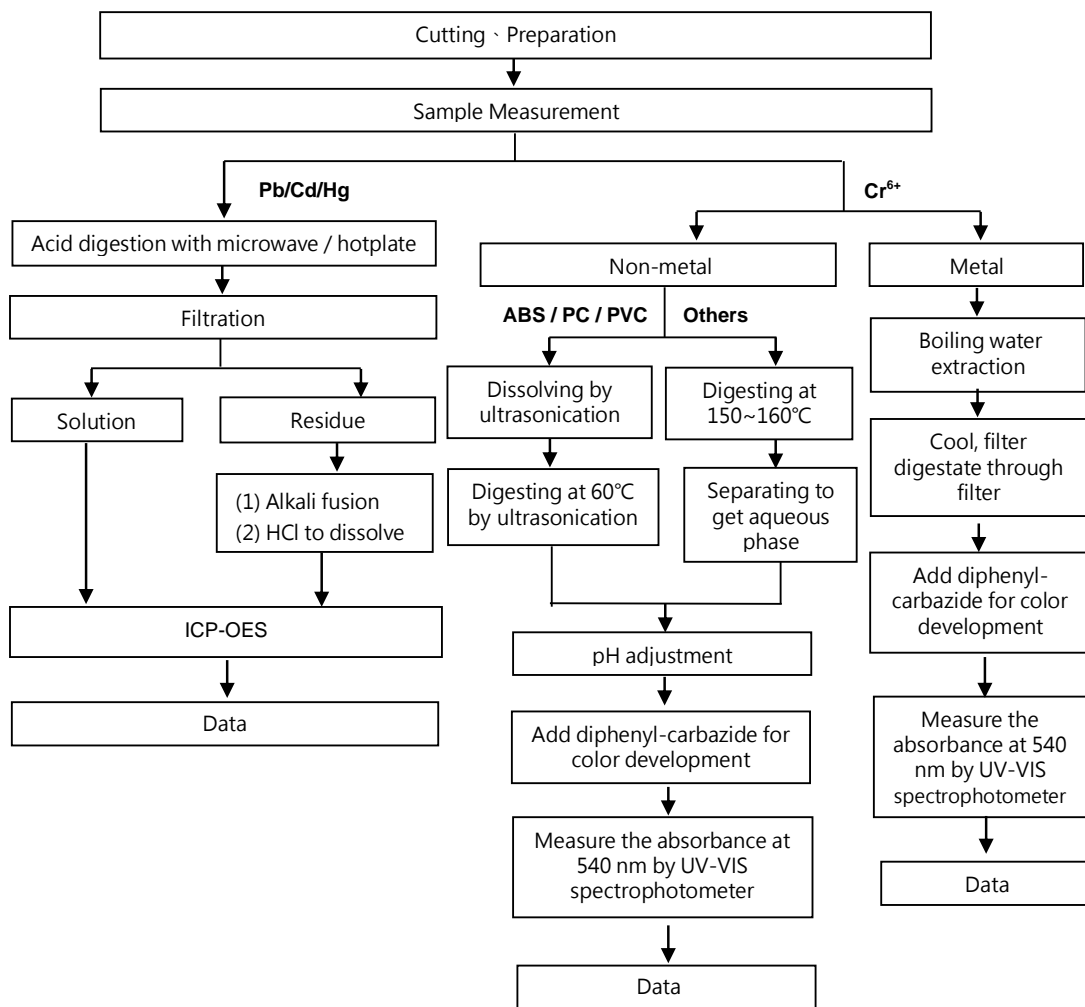 Cutting、Preparation
Sample Measurement
Pb/Cd/Hg
Acid digestion with microwave / hotplate
Filtration
Solution
Residue
(1) Alkali fusion
(2) HCl to dissolve
ICP-OES
Data
Cr6+
Non-metal
ABS / PC / PVC
Others
Dissolving by
ultrasonication
Digesting at 60℃
by ultrasonication
Digesting at
150~160℃
Separating to
get aqueous
phase
pH adjustment
Add diphenyl-carbazide for
color development
Measure the absorbance at
540 nm by UV-VIS
spectrophotometer
Data
Metal
Boiling water
extraction
Cool, filter
digestate through
filter
Add diphenyl-
carbazide for color
development
Measure the
absorbance at 540
nm by UV-VIS
spectrophotometer
Data